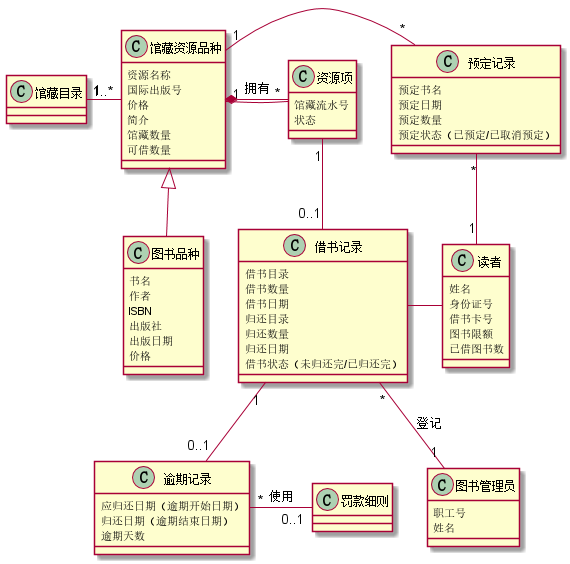 C 馆藏目录
1..*
C 馆藏资源品种
资源名称
国际出版号
价格
简介
馆藏数量
可借数量
1
*
1 拥有 *
C 资源项
馆藏流水号
状态
C 预定记录
预定书名
预定日期
预定数量
预定状态（已预定/已取消预定）
1
0..1
*
1
C 图书品种
书名
作者
ISBN
出版社
出版日期
价格
C 借书记录
借书目录
借书数量
借书日期
归还目录
归还数量
归还日期
借书状态（未归还完/已归还完）
C 读者
姓名
身份证号
借书卡号
图书限额
已借图书数
1
0..1
*
登记
1
C 逾期记录
应归还日期（逾期开始日期）
归还日期（逾期结束日期）
逾期天数
* 使用
0..1
C 罚款细则
C 图书管理员
职工号
姓名